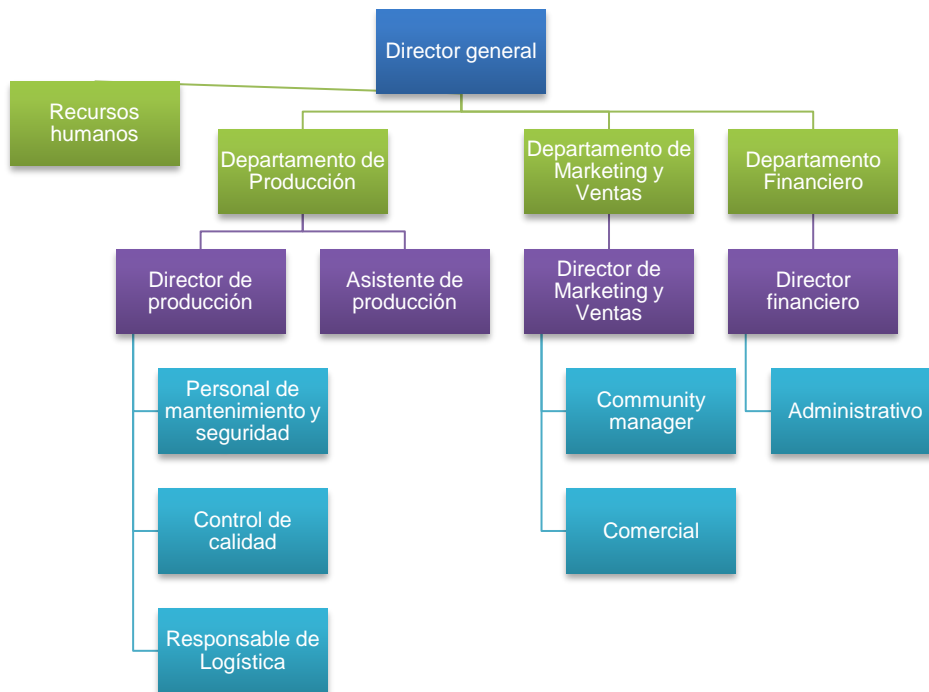 Director general
Recursos
humanos
Departamento de
Producción
Departamento de
Marketing y
Ventas
Departamento
Financiero
Director de
producción
Asistente de
producción
Director de
Marketing y
Ventas
Director
financiero
Personal de
mantenimiento y
seguridad
Community
manager
Administrativo
Control de
calidad
Comercial
Responsable de
Logística